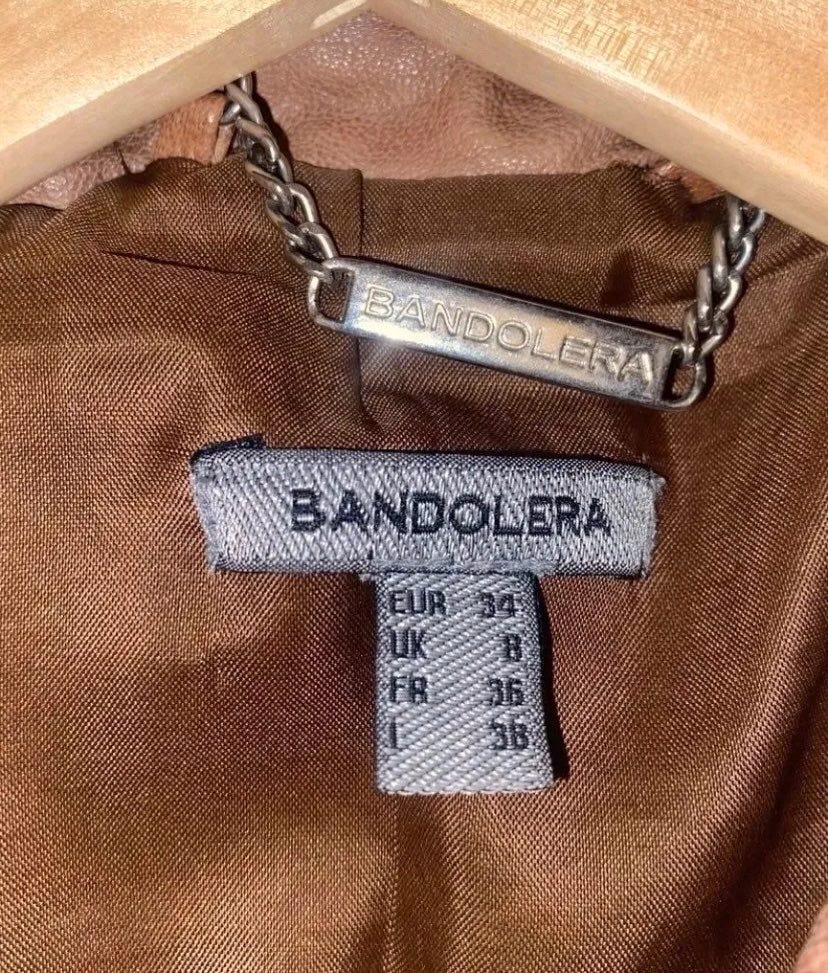 BANDOLERA
BANDOLERA
EUR 34
UK 8
FR 36
I 38